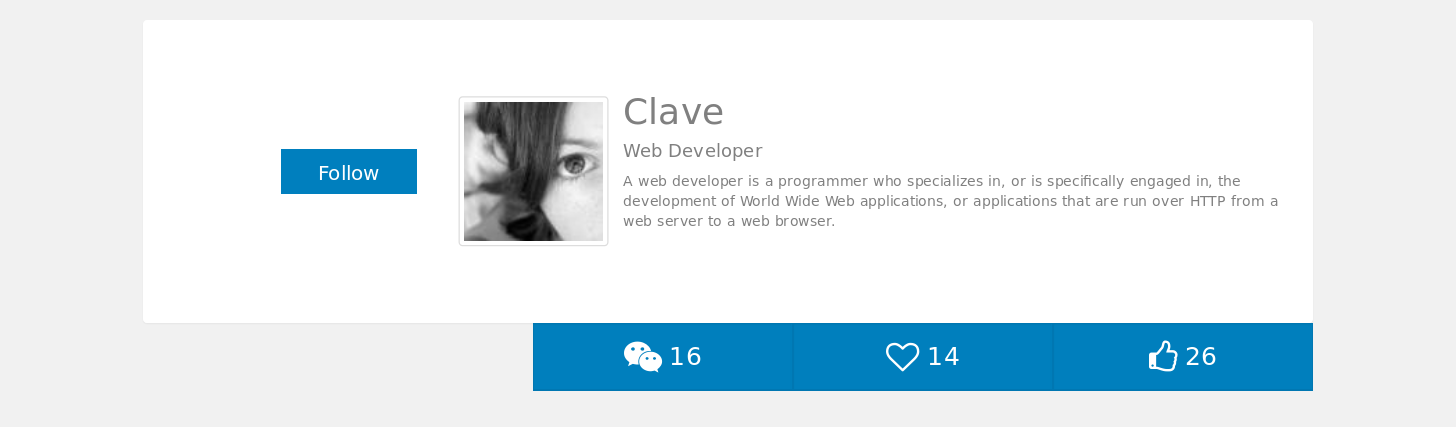 Follow
Clave
Web Developer
A web developer is a programmer who specializes in, or is specifically engaged in, the
development of World Wide Web applications, or applications that are run over HTTP from a
web server to a web browser.
16
14
26